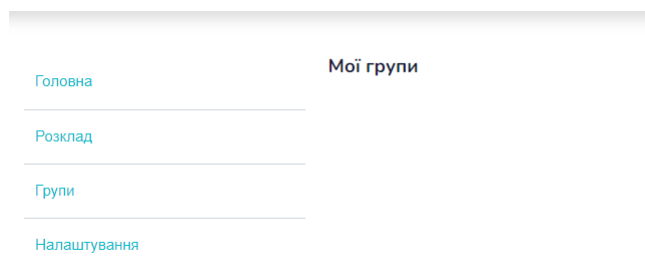 Мої групи
Головна
Розклад
Групи
Налаштування